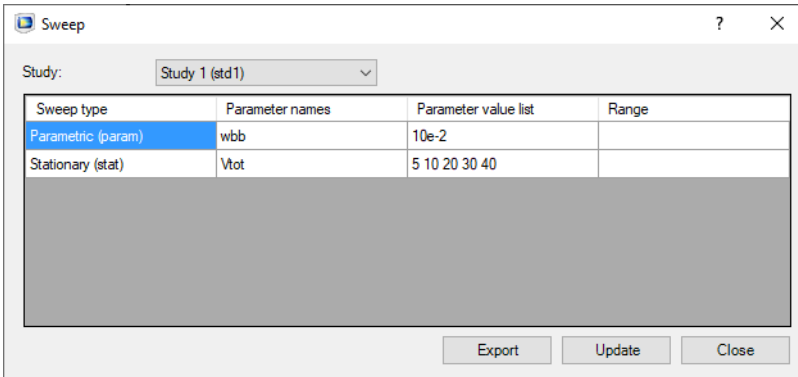 Sweep ?
Study: Study 1 (std1)
Sweep type Parameter names Parameter value list Range
Parametric (param) wbb 10e-2
Stationary (stat) Vtot 5 10 20 30 40
Export Update Close